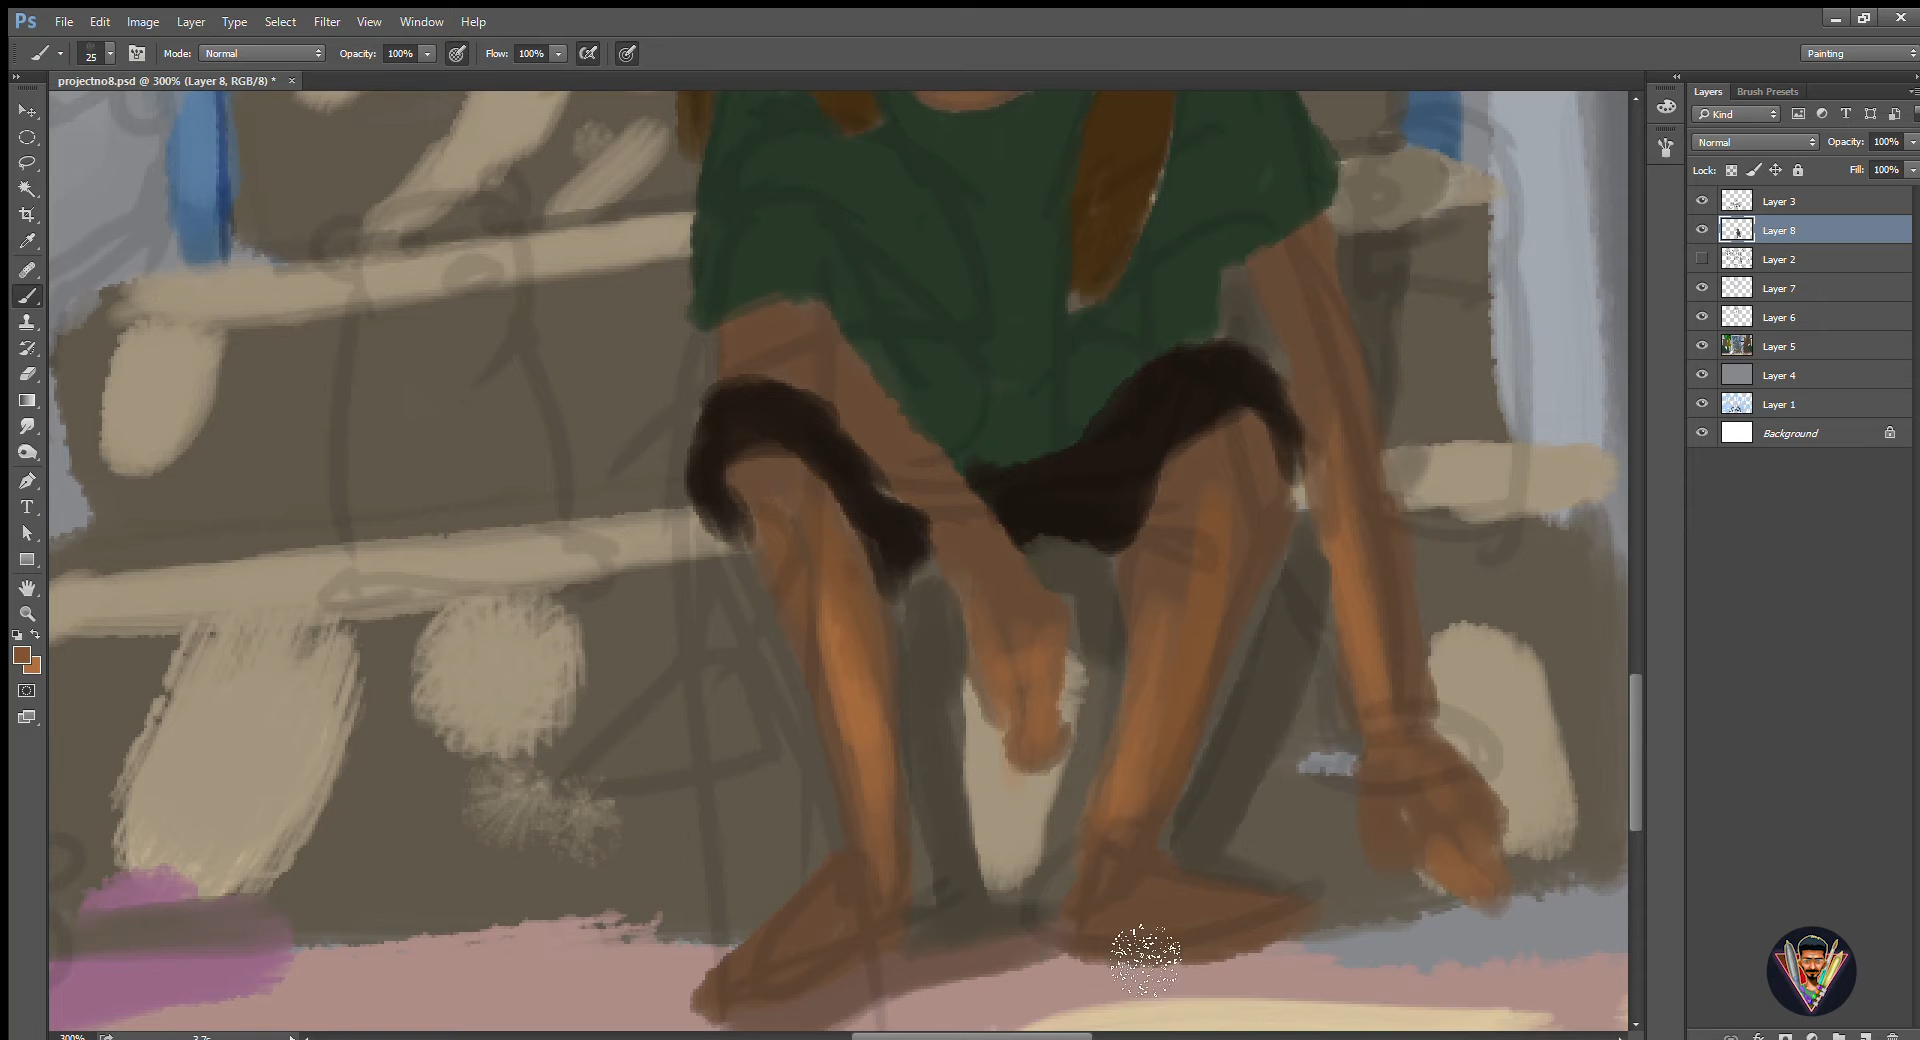 Ps File Edit Image Layer Type Select Filter View Window Help
25 Mode: Normal Opacity: 100% Flow: 100% Painting
projectno8.psd @ 300% (Layer 8, RGB/8) * ×
Layers Brush Presets
Kind
Normal Opacity: 100%
Lock: Fill: 100%
Layer 3
Layer 8
Layer 2
Layer 7
Layer 6
Layer 5
Layer 4
Layer 1
Background
300%